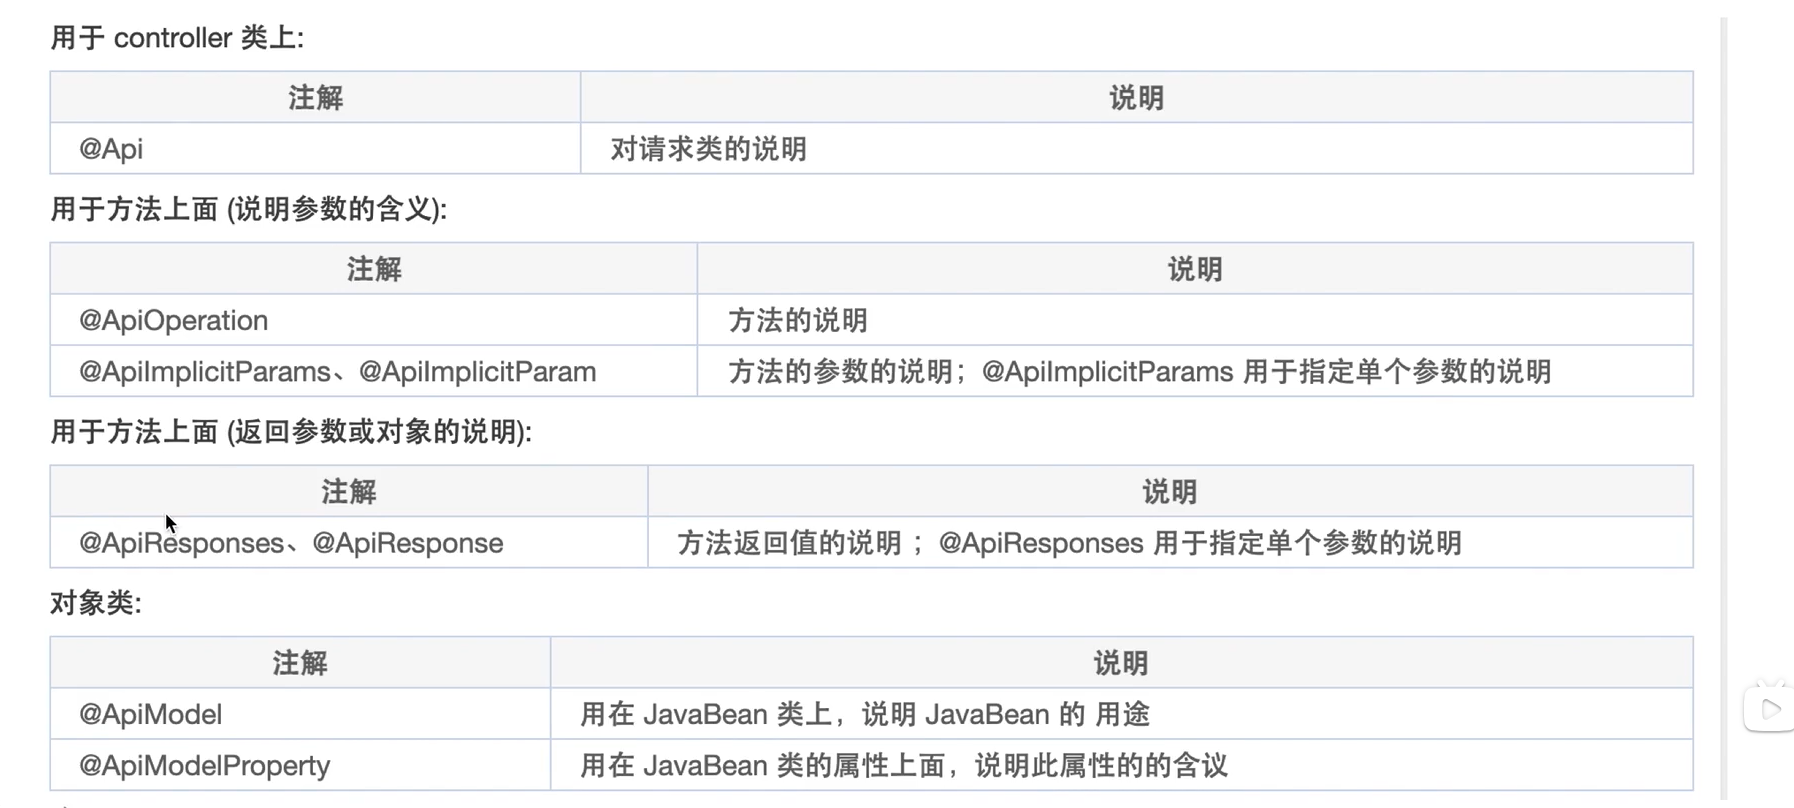 用于 controller 类上:
注解 说明
@Api 对请求类的说明
用于方法上面 (说明参数的含义):
注解 说明
@ApiOperation 方法的说明
@ApiImplicitParams、@ApiImplicitParam 方法的参数的说明；@ApiImplicitParams 用于指定单个参数的说明
用于方法上面 (返回参数或对象的说明):
注解 说明
@ApiResponses、@ApiResponse 方法返回值的说明 ；@ApiResponses 用于指定单个参数的说明
对象类:
注解 说明
@ApiModel 用在 JavaBean 类上，说明 JavaBean 的 用途
@ApiModelProperty 用在 JavaBean 类的属性上面，说明此属性的的含议